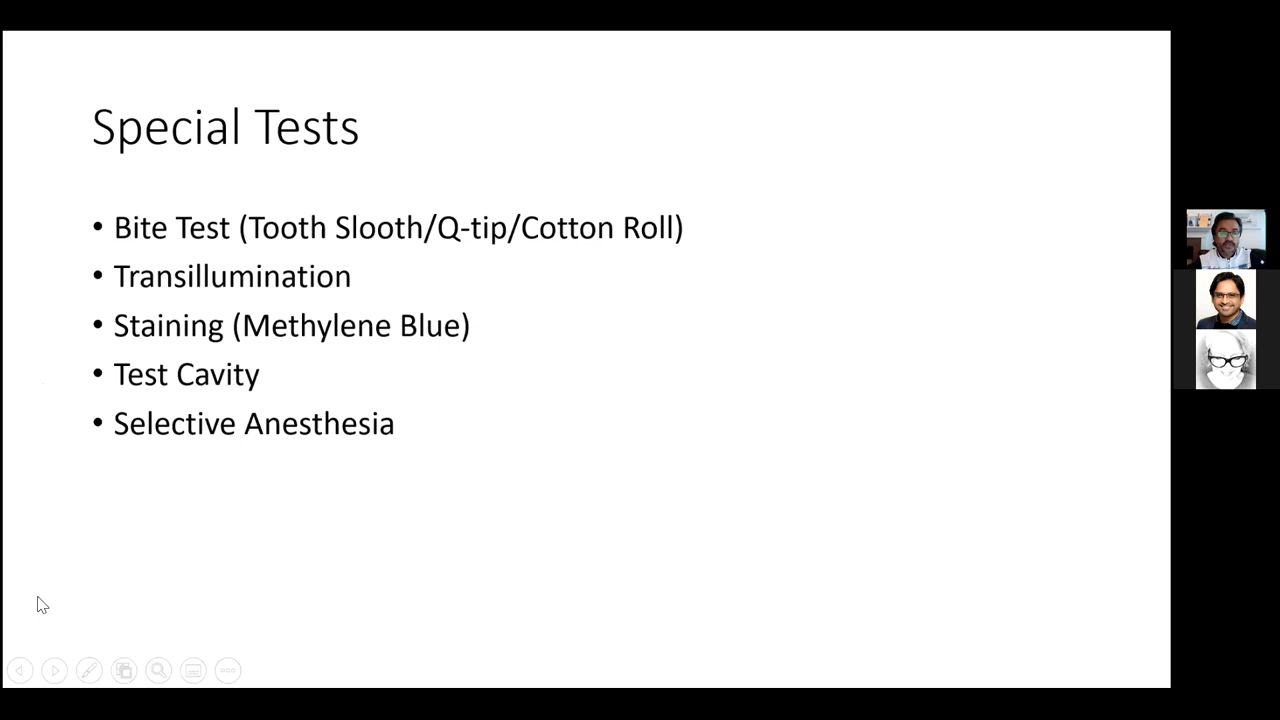 Special Tests
• Bite Test (Tooth Slooth/Q-tip/Cotton Roll)
• Transillumination
• Staining (Methylene Blue)
• Test Cavity
• Selective Anesthesia